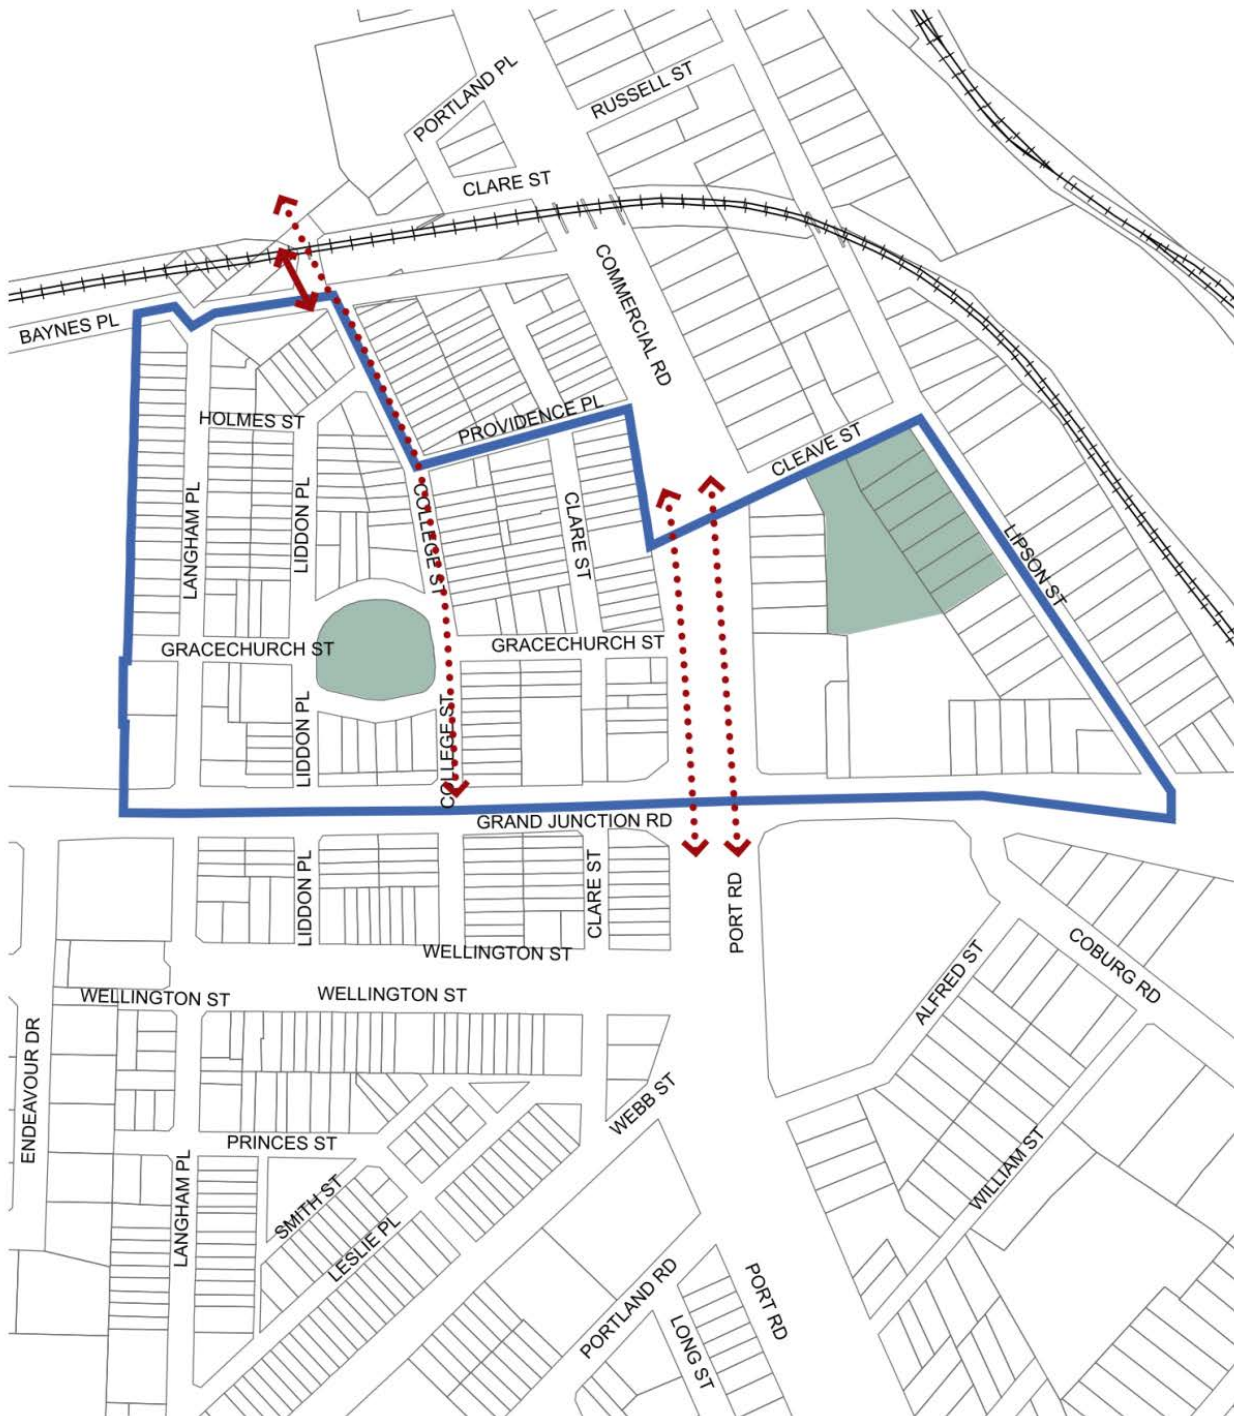 PORTLAND PL
RUSSELL ST
CLARE ST
COMMERCIAL RD
BAYNES PL
PROVIDENCE PL
HOLMES ST
CLEAVE ST
LANGHAM PL
LIDDON PL
COLLEGE ST
CLARE ST
LIPSON ST
GRACECHURCH ST
GRACECHURCH ST
LIDDON PL
COLLEGE ST
GRAND JUNCTION RD
LIDDON PL
CLARE ST
PORT RD
WELLINGTON ST
COBURG RD
ALFRED ST
WELLINGTON ST
WELLINGTON ST
ENDEAVOUR DR
WEBB ST
PRINCES ST
WILLIAM ST
LANGHAM PL
SMITH ST
LESLIE PL
PORTLAND RD
PORT RD
LONG ST